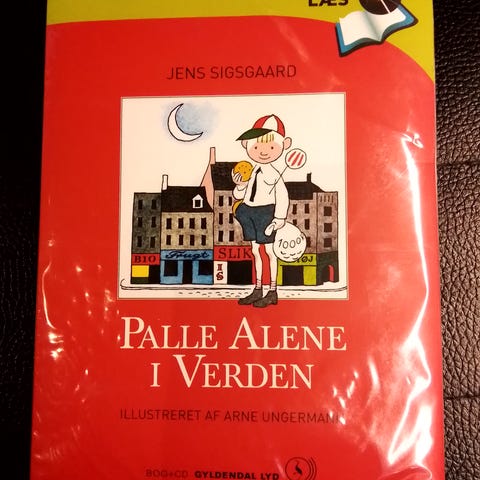 LÆS
JENS SIGSGAARD
BIO
Frugt
SLIK
IS
TØJ
1000
PALLE ALENE
I VERDEN
ILLUSTRERET AF ARNE UNGERMANN
BOG+CD GYLDENDAL LYD